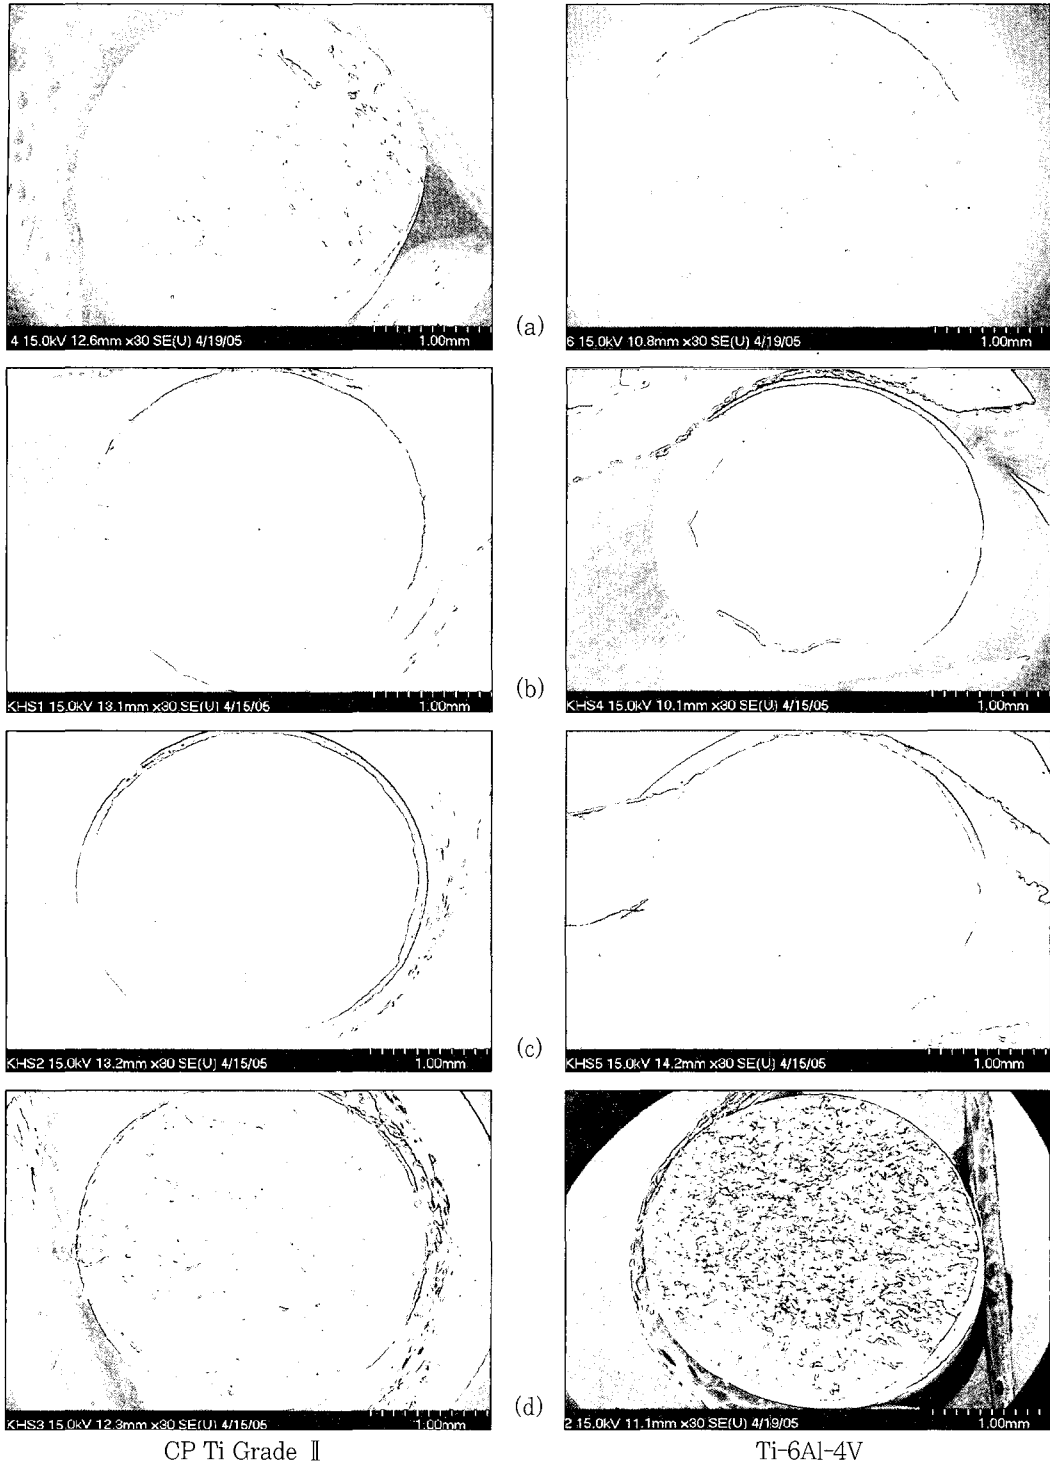 4 15.0kV 12.6mm x30 SE(U) 4/19/05 1.00mm
6 15.0kV 10.8mm x30 SE(U) 4/19/05 1.00mm
(a)
KHS1 15.0kV 13.1mm x30 SE(U) 4/15/05 1.00mm
KHS4 15.0kV 10.1mm x30 SE(U) 4/15/05 1.00mm
(b)
KHS2 15.0kV 13.2mm x30 SE(U) 4/15/05 1.00mm
KHS5 15.0kV 14.2mm x30 SE(U) 4/15/05 1.00mm
(c)
KHS3 15.0kV 12.3mm x30 SE(U) 4/15/05 1.00mm
2 15.0kV 11.1mm x30 SE(U) 4/19/05 1.00mm
(d)
CP Ti Grade Ⅱ
Ti-6Al-4V